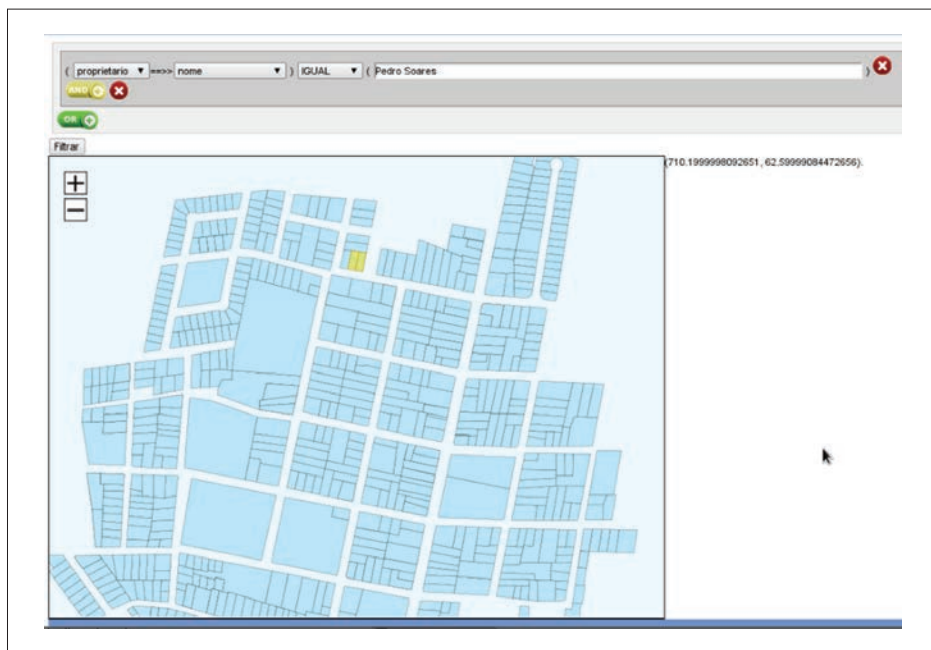 ( proprietario ==>> nome ) IGUAL ( Pedro Soares )
AND
OR
Filtrar
(710.1999998092651, 62.59999084472656).
+
−